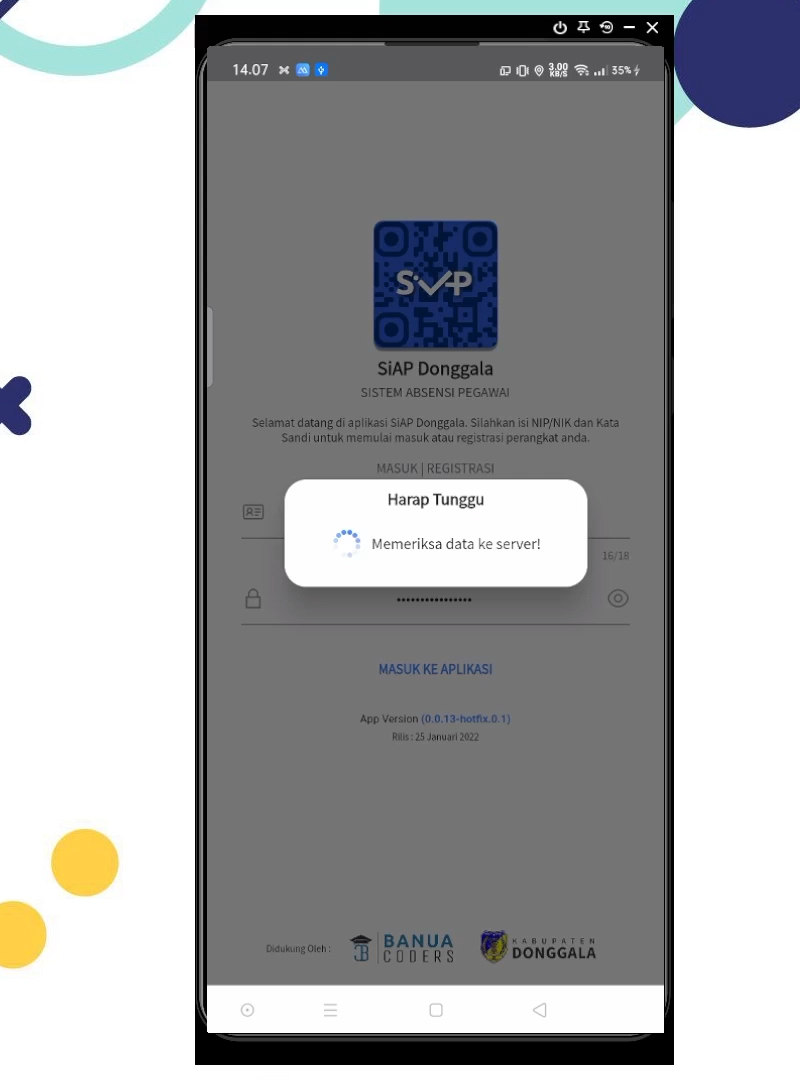 14.07
3.00
KB/S
35%
SiAP
SiAP Donggala
SISTEM ABSENSI PEGAWAI
Selamat datang di aplikasi SiAP Donggala. Silahkan isi NIP/NIK dan Kata
Sandi untuk memulai masuk atau registrasi perangkat anda.
MASUK | REGISTRASI
Harap Tunggu
Memeriksa data ke server!
16/18
••••••••••••••••
MASUK KE APLIKASI
App Version (0.0.13-hotfix.0.1)
Rilis : 25 Januari 2022
Didukung Oleh :
BANUA
CODERS
KABUPATEN
DONGGALA